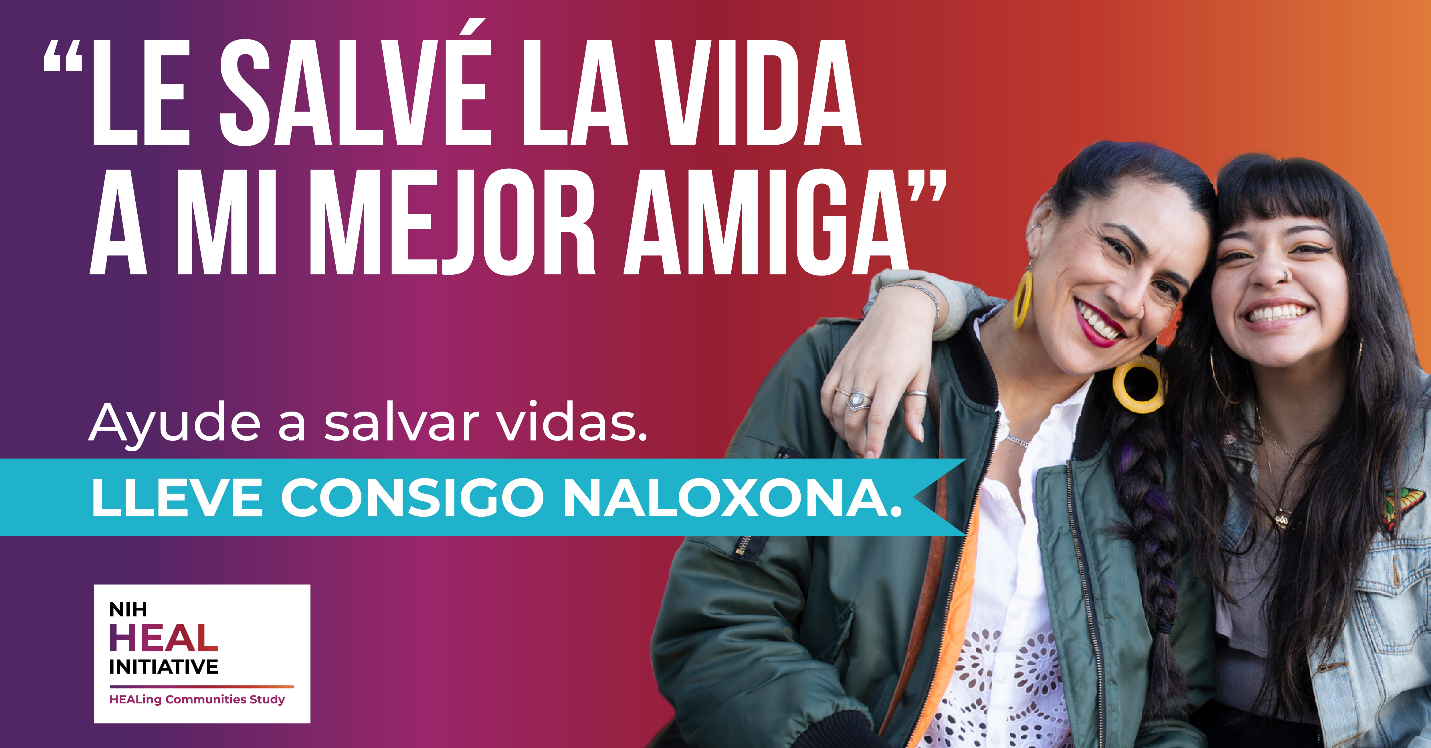 “LE SALVÉ LA VIDA
A MI MEJOR AMIGA”
Ayude a salvar vidas.
LLEVE CONSIGO NALOXONA.
NIH
HEAL
INITIATIVE
HEALing Communities Study